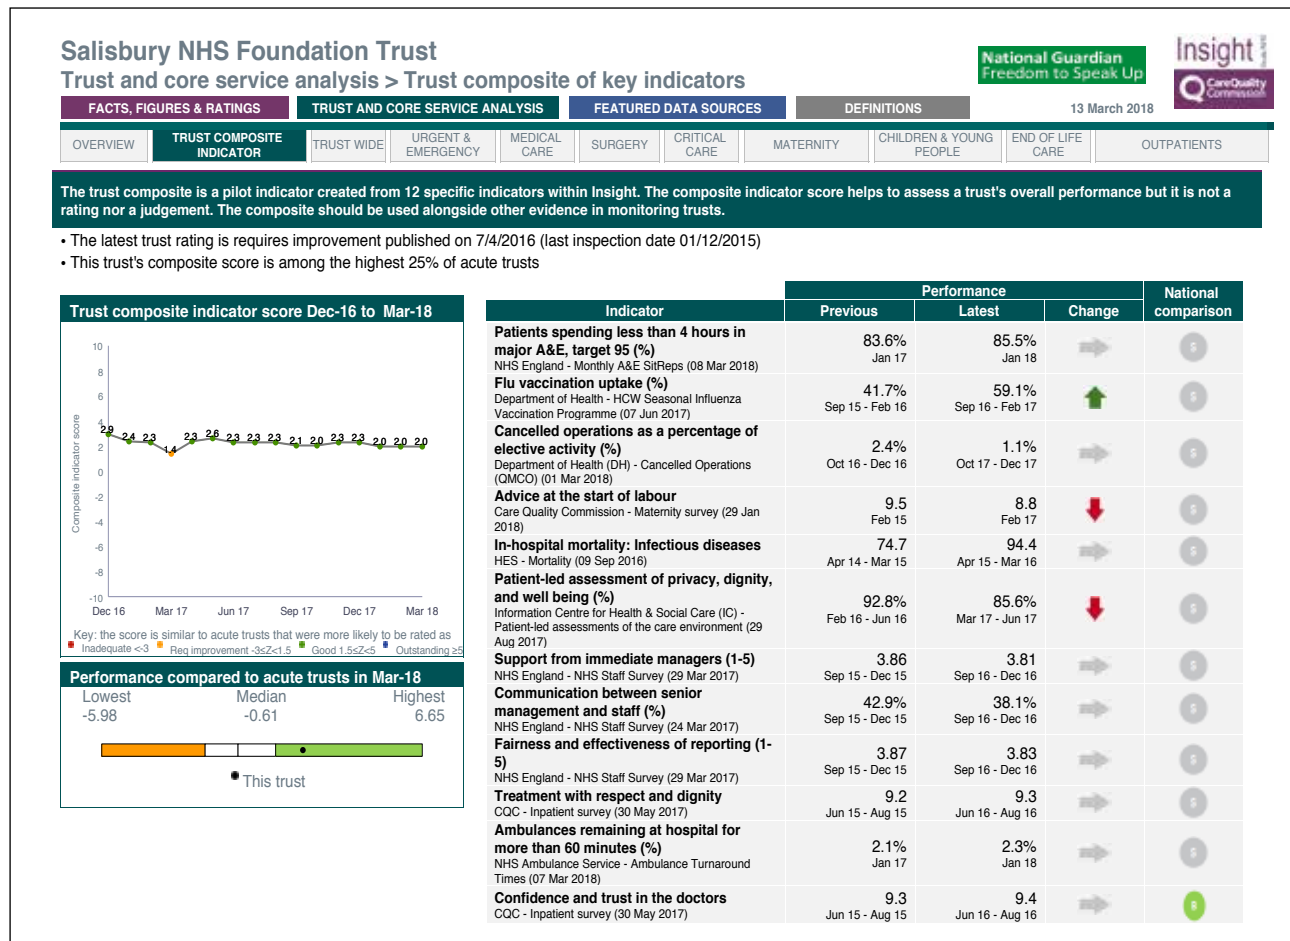 Salisbury NHS Foundation Trust
Trust and core service analysis > Trust composite of key indicators
National Guardian
Freedom to Speak Up
Insight
CareQuality
Commission
FACTS, FIGURES & RATINGS
TRUST AND CORE SERVICE ANALYSIS
FEATURED DATA SOURCES
DEFINITIONS
13 March 2018
OVERVIEW
TRUST COMPOSITE
INDICATOR
TRUST WIDE
URGENT &
EMERGENCY
MEDICAL
CARE
SURGERY
CRITICAL
CARE
MATERNITY
CHILDREN & YOUNG
PEOPLE
END OF LIFE
CARE
OUTPATIENTS
The trust composite is a pilot indicator created from 12 specific indicators within Insight. The composite indicator score helps to assess a trust's overall performance but it is not a
rating nor a judgement. The composite should be used alongside other evidence in monitoring trusts.
• The latest trust rating is requires improvement published on 7/4/2016 (last inspection date 01/12/2015)
• This trust's composite score is among the highest 25% of acute trusts
Trust composite indicator score Dec-16 to Mar-18
Composite indicator score
10
8
6
4
2
0
-2
-4
-6
-8
-10
2.9 2.4 2.3 1.4 2.3 2.6 2.3 2.3 2.3 2.1 2.0 2.3 2.3 2.0 2.0 2.0
Dec 16 Mar 17 Jun 17 Sep 17 Dec 17 Mar 18
Key: the score is similar to acute trusts that were more likely to be rated as
Inadequate <-3 Req improvement -3≤Z<1.5 Good 1.5≤Z<5 Outstanding ≥5
Performance compared to acute trusts in Mar-18
Lowest Median Highest
-5.98 -0.61 6.65
This trust
Performance
National
comparison
Indicator Previous Latest Change
Patients spending less than 4 hours in
major A&E, target 95 (%)
NHS England - Monthly A&E SitReps (08 Mar 2018)
83.6% 85.5%
Jan 17 Jan 18
S
Flu vaccination uptake (%)
Department of Health - HCW Seasonal Influenza
Vaccination Programme (07 Jun 2017)
41.7% 59.1%
Sep 15 - Feb 16 Sep 16 - Feb 17
S
Cancelled operations as a percentage of
elective activity (%)
Department of Health (DH) - Cancelled Operations
(QMCO) (01 Mar 2018)
2.4% 1.1%
Oct 16 - Dec 16 Oct 17 - Dec 17
S
Advice at the start of labour
Care Quality Commission - Maternity survey (29 Jan
2018)
9.5 8.8
Feb 15 Feb 17
S
In-hospital mortality: Infectious diseases
HES - Mortality (09 Sep 2016)
74.7 94.4
Apr 14 - Mar 15 Apr 15 - Mar 16
S
Patient-led assessment of privacy, dignity,
and well being (%)
Information Centre for Health & Social Care (IC) -
Patient-led assessments of the care environment (29
Aug 2017)
92.8% 85.6%
Feb 16 - Jun 16 Mar 17 - Jun 17
S
Support from immediate managers (1-5)
NHS England - NHS Staff Survey (29 Mar 2017)
3.86 3.81
Sep 15 - Dec 15 Sep 16 - Dec 16
S
Communication between senior
management and staff (%)
NHS England - NHS Staff Survey (24 Mar 2017)
42.9% 38.1%
Sep 15 - Dec 15 Sep 16 - Dec 16
S
Fairness and effectiveness of reporting (1-
5)
NHS England - NHS Staff Survey (29 Mar 2017)
3.87 3.83
Sep 15 - Dec 15 Sep 16 - Dec 16
S
Treatment with respect and dignity
CQC - Inpatient survey (30 May 2017)
9.2 9.3
Jun 15 - Aug 15 Jun 16 - Aug 16
S
Ambulances remaining at hospital for
more than 60 minutes (%)
NHS Ambulance Service - Ambulance Turnaround
Times (07 Mar 2018)
2.1% 2.3%
Jan 17 Jan 18
S
Confidence and trust in the doctors
CQC - Inpatient survey (30 May 2017)
9.3 9.4
Jun 15 - Aug 15 Jun 16 - Aug 16